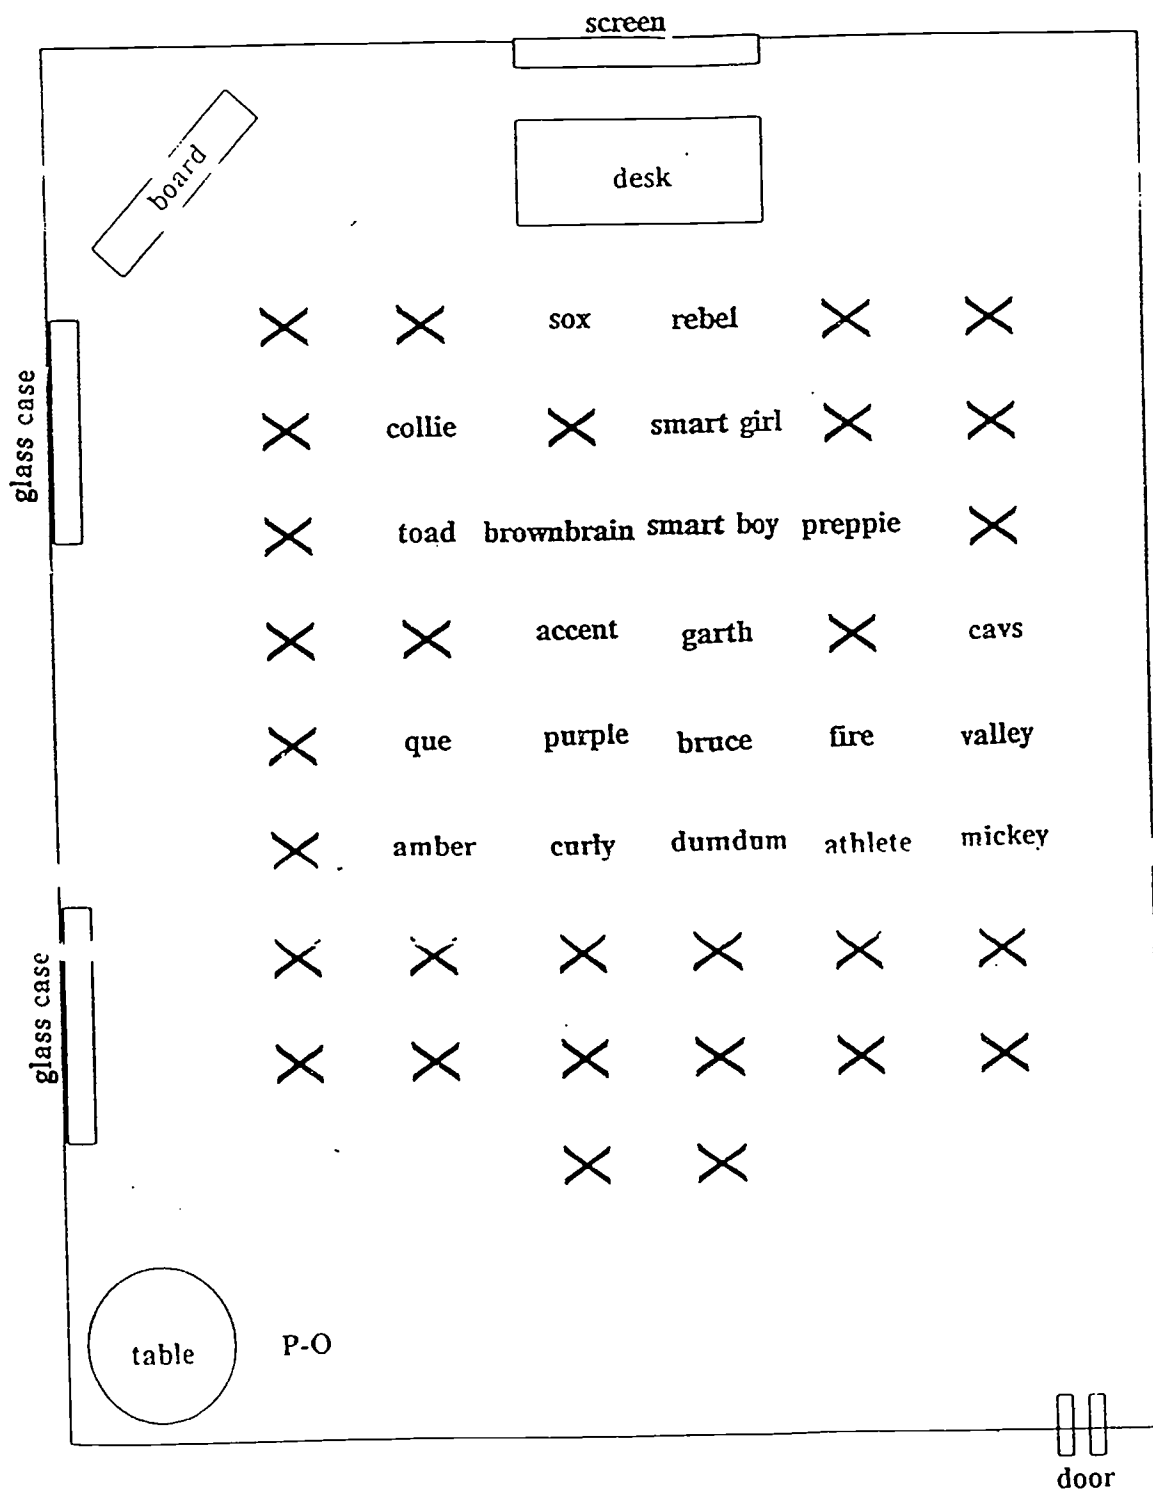 screen
board
desk
sox rebel
glass case
collie smart girl
toad brownbrain smart boy preppie
accent garth cavs
que purple bruce fire valley
amber curly dumdum athlete mickey
glass case
table P-O
door